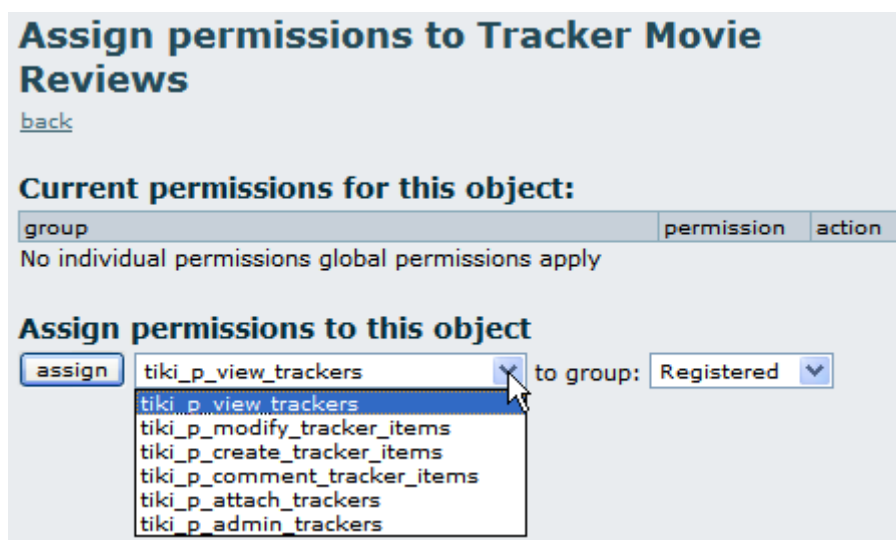 Assign permissions to Tracker Movie
Reviews
back
Current permissions for this object:
group permission action
No individual permissions global permissions apply
Assign permissions to this object
assign tiki_p_view_trackers to group: Registered
tiki_p_view_trackers
tiki_p_modify_tracker_items
tiki_p_create_tracker_items
tiki_p_comment_tracker_items
tiki_p_attach_trackers
tiki_p_admin_trackers